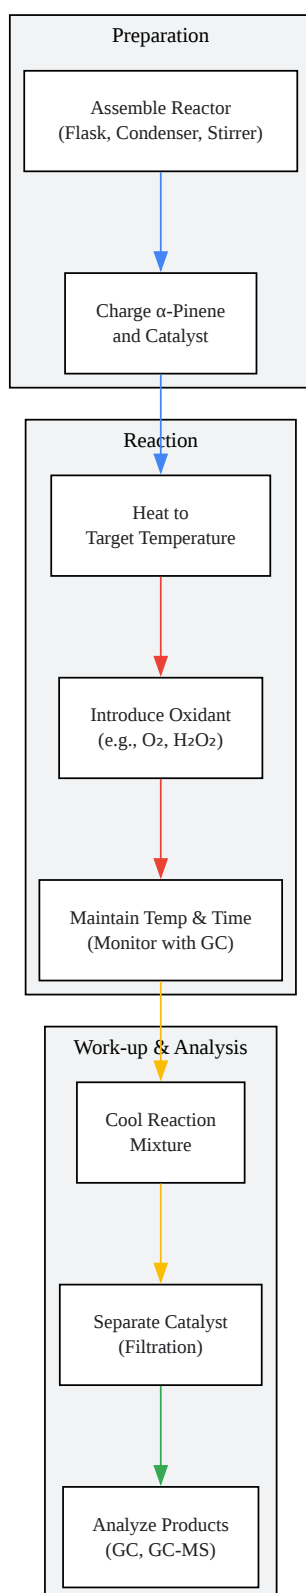 Preparation
Assemble Reactor
(Flask, Condenser, Stirrer)
Charge α-Pinene
and Catalyst
Reaction
Heat to
Target Temperature
Introduce Oxidant
(e.g., O₂, H₂O₂)
Maintain Temp & Time
(Monitor with GC)
Work-up & Analysis
Cool Reaction
Mixture
Separate Catalyst
(Filtration)
Analyze Products
(GC, GC-MS)